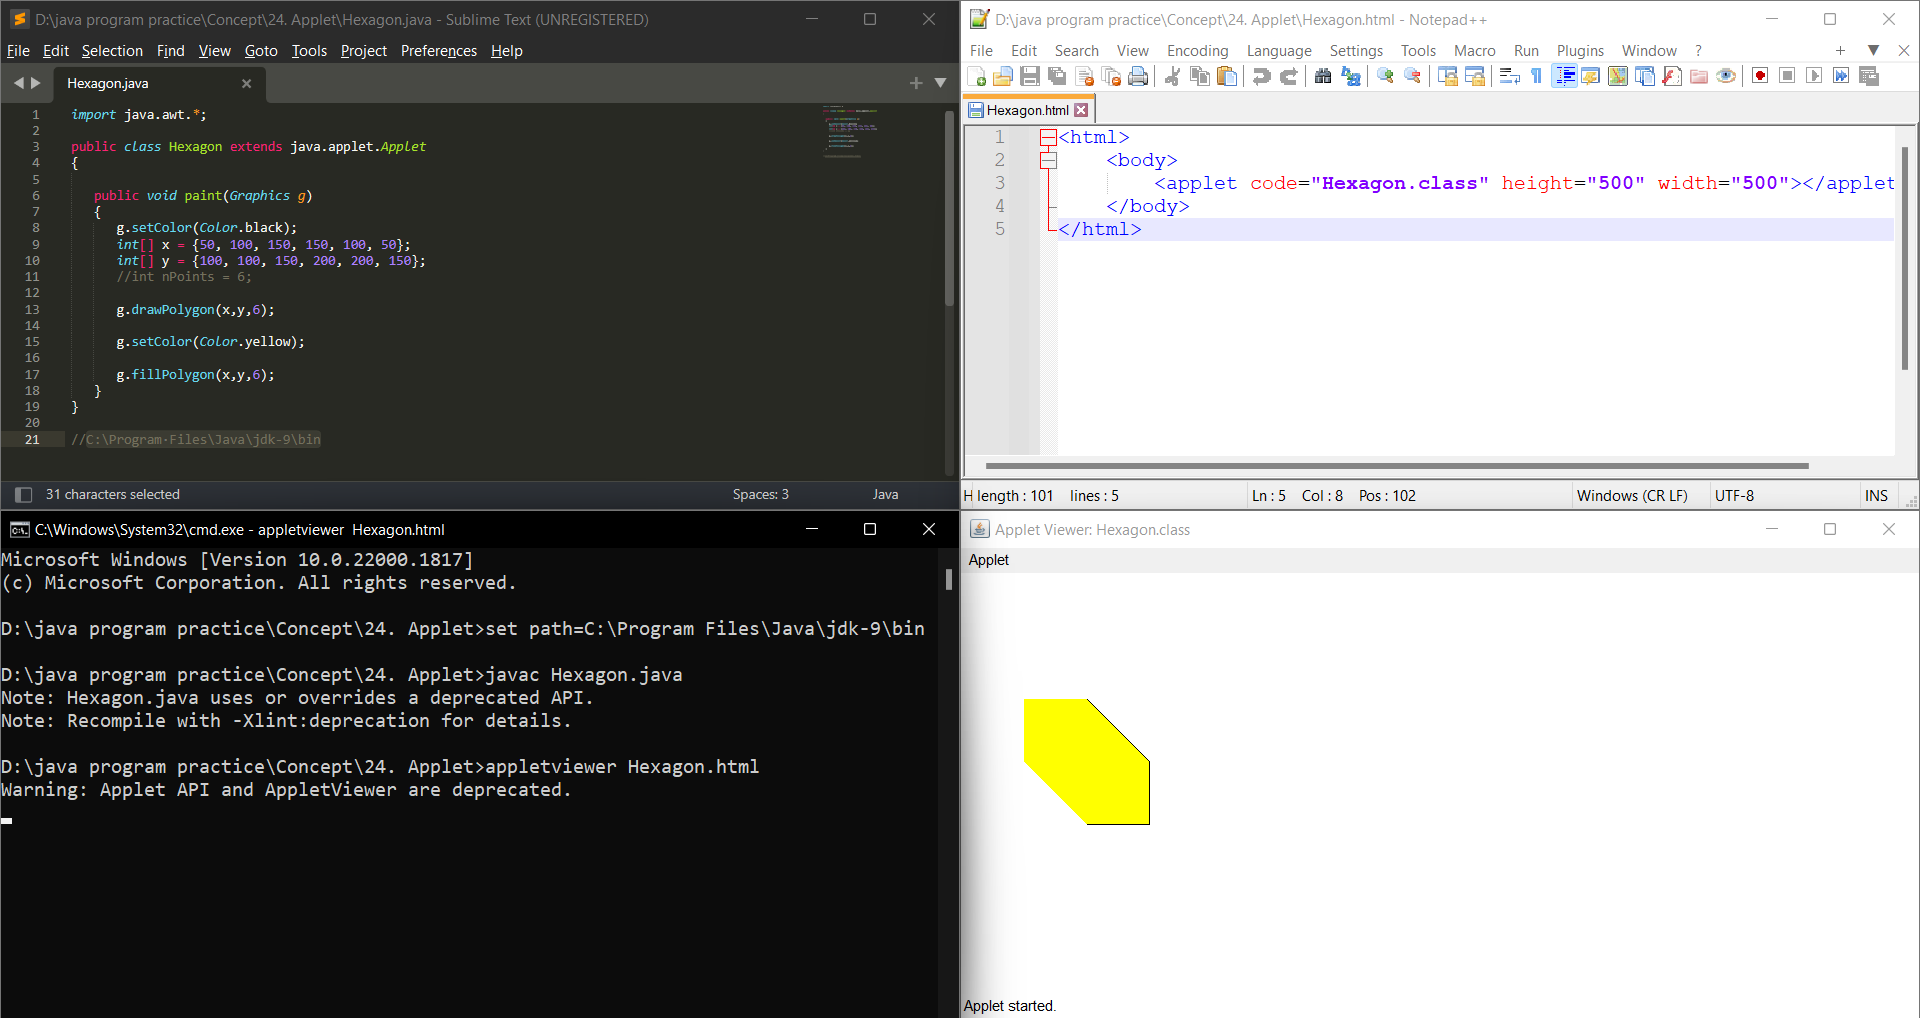 D:\java program practice\Concept\24. Applet\Hexagon.java - Sublime Text (UNREGISTERED)
File Edit Selection Find View Goto Tools Project Preferences Help
Hexagon.java
1 import java.awt.*;
2
3 public class Hexagon extends java.applet.Applet
4 {
5
6 public void paint(Graphics g)
7 {
8 g.setColor(Color.black);
9 int[] x = {50, 100, 150, 150, 100, 50};
10 int[] y = {100, 100, 150, 200, 200, 150};
11 //int nPoints = 6;
12
13 g.drawPolygon(x,y,6);
14
15 g.setColor(Color.yellow);
16
17 g.fillPolygon(x,y,6);
18 }
19 }
20
21 //C:\Program·Files\Java\jdk-9\bin
31 characters selected Spaces: 3 Java
D:\java program practice\Concept\24. Applet\Hexagon.html - Notepad++
File Edit Search View Encoding Language Settings Tools Macro Run Plugins Window ?
Hexagon.html
1 <html>
2 <body>
3 <applet code="Hexagon.class" height="500" width="500"></applet
4 </body>
5 </html>
H length : 101 lines : 5 Ln : 5 Col : 8 Pos : 102 Windows (CR LF) UTF-8 INS
C:\Windows\System32\cmd.exe - appletviewer Hexagon.html
Microsoft Windows [Version 10.0.22000.1817]
(c) Microsoft Corporation. All rights reserved.
D:\java program practice\Concept\24. Applet>set path=C:\Program Files\Java\jdk-9\bin
D:\java program practice\Concept\24. Applet>javac Hexagon.java
Note: Hexagon.java uses or overrides a deprecated API.
Note: Recompile with -Xlint:deprecation for details.
D:\java program practice\Concept\24. Applet>appletviewer Hexagon.html
Warning: Applet API and AppletViewer are deprecated.
Applet Viewer: Hexagon.class
Applet
Applet started.